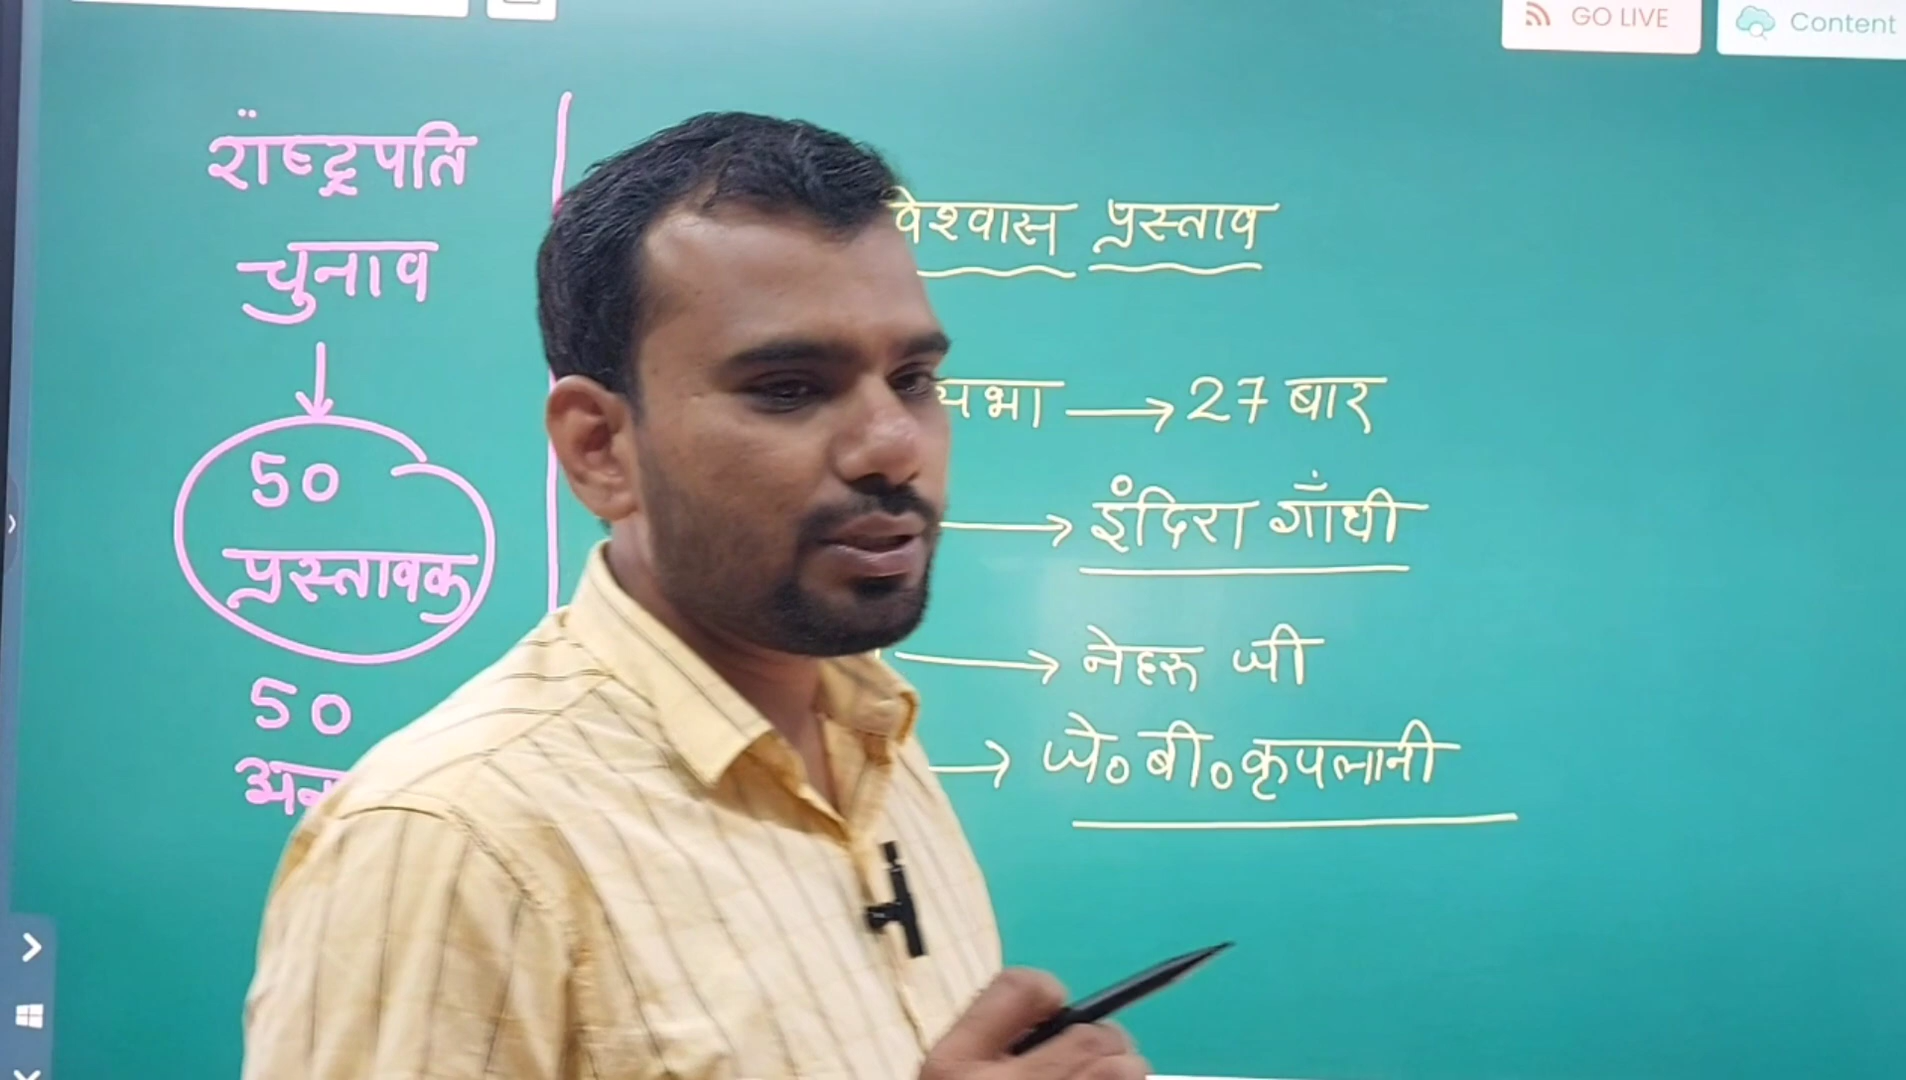 GO LIVE
Content
राष्ट्रपति
चुनाव
50
प्रस्तावक
50
प्रस्ताव
27 बार
इंदिरा गाँधी
नेहरू जी
जे० बी० कृपलानी